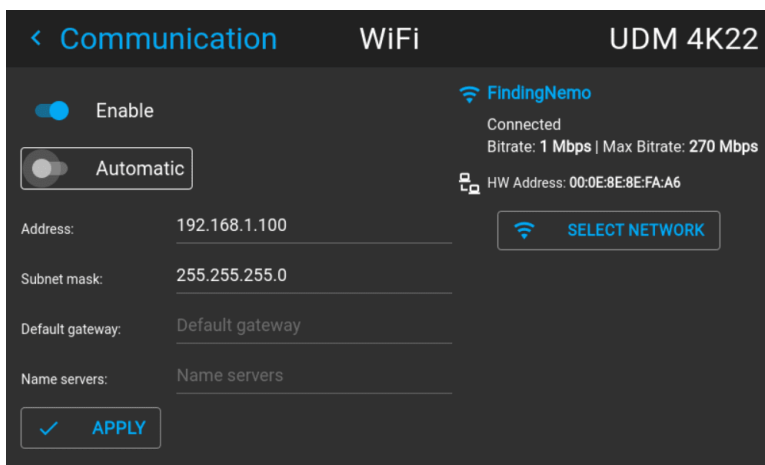 Communication
WiFi
UDM 4K22
Enable
Automatic
Address: 192.168.1.100
Subnet mask: 255.255.255.0
Default gateway: Default gateway
Name servers: Name servers
APPLY
FindingNemo
Connected
Bitrate: 1 Mbps | Max Bitrate: 270 Mbps
HW Address: 00:0E:8E:8E:FA:A6
SELECT NETWORK